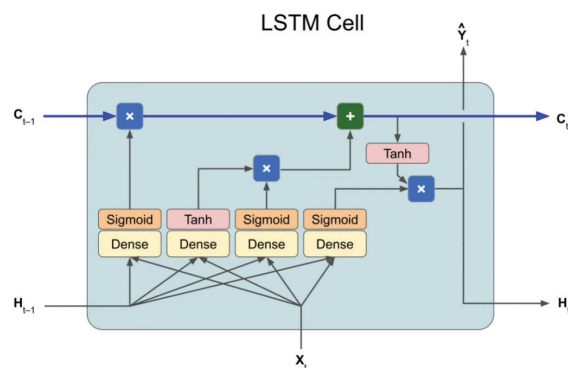 LSTM Cell
Ŷt
Ct–1
×
+
Ct
Tanh
×
×
Sigmoid Tanh Sigmoid Sigmoid
Dense Dense Dense Dense
Ht–1
Ht
Xt